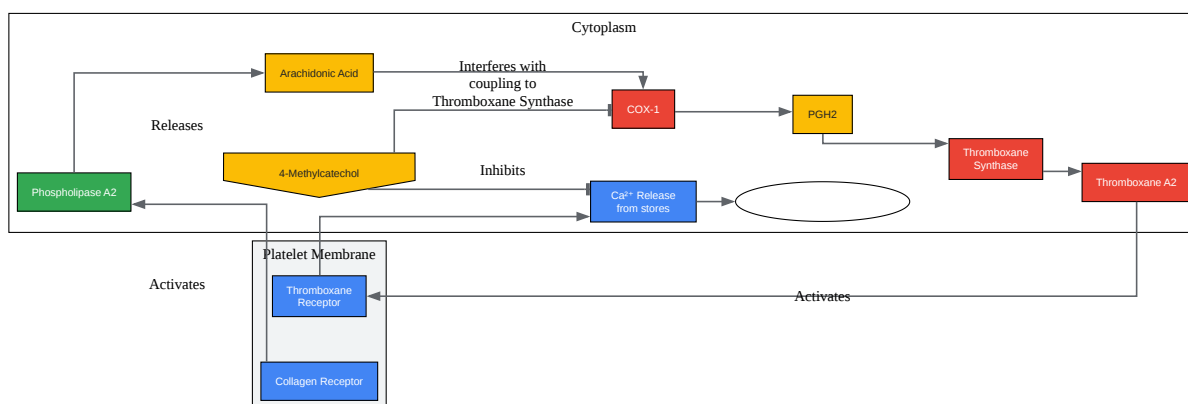 Cytoplasm
Arachidonic Acid
Interferes with
coupling to
Thromboxane Synthase
COX-1
PGH2
Releases
Thromboxane
Synthase
4-Methylcatechol
Inhibits
Phospholipase A2
Ca²⁺ Release
from stores
Thromboxane A2
Platelet Membrane
Activates
Thromboxane
Receptor
Activates
Collagen Receptor